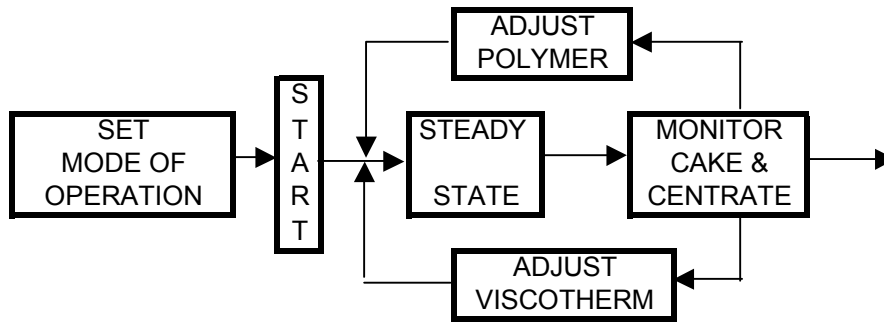 SET
MODE OF
OPERATION
S
T
A
R
T
ADJUST
POLYMER
STEADY
STATE
MONITOR
CAKE &
CENTRATE
ADJUST
VISCOTHERM